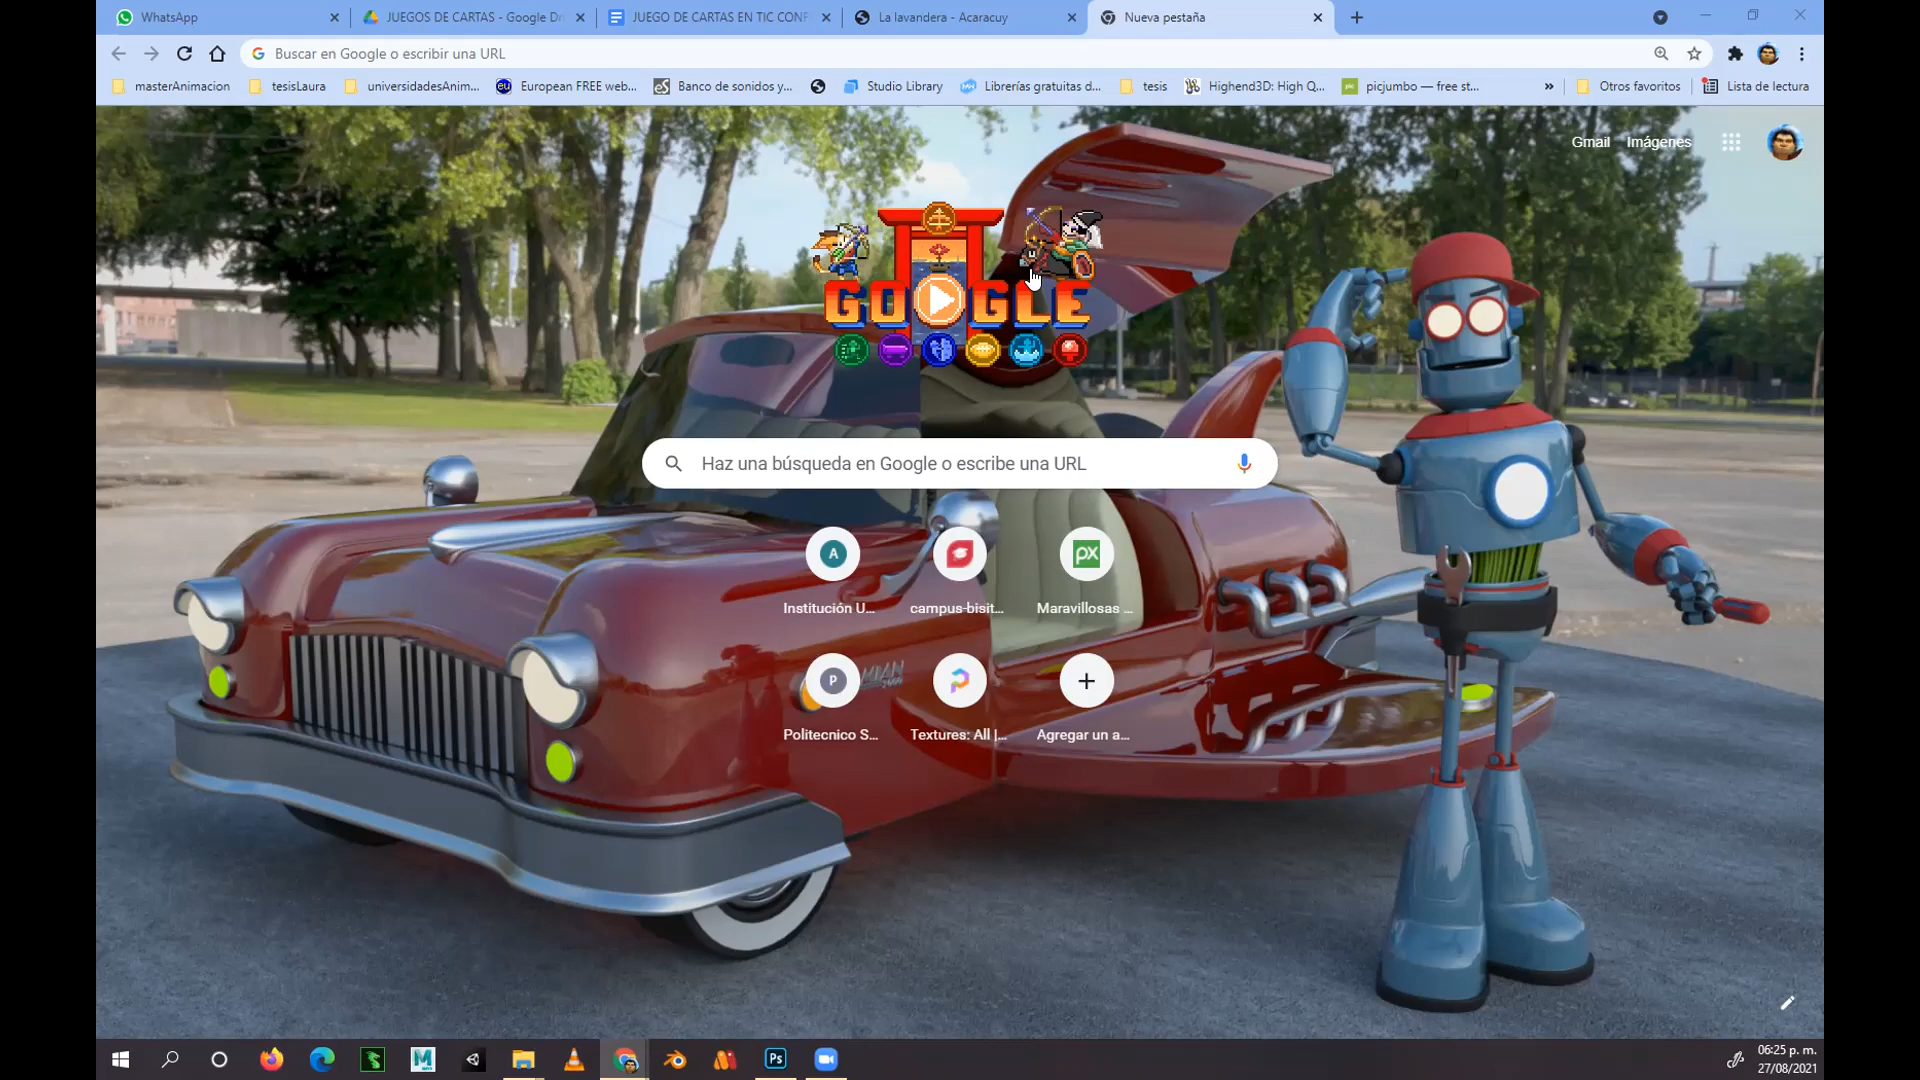 WhatsApp
JUEGOS DE CARTAS - Google Dr
JUEGO DE CARTAS EN TIC CONF
La lavandera - Acaracuy
Nueva pestaña
Buscar en Google o escribir una URL
masterAnimacion
tesisLaura
universidadesAnim...
European FREE web...
Banco de sonidos y...
Studio Library
Librerías gratuitas d...
tesis
Highend3D: High Q...
picjumbo — free st...
»
Otros favoritos
Lista de lectura
Gmail
Imágenes
GOOGLE
Haz una búsqueda en Google o escribe una URL
A
px
Institución U...
campus-bisit...
Maravillosas ...
P
Politecnico S...
Textures: All |...
Agregar un a...
Ps
06:25 p. m.
27/08/2021